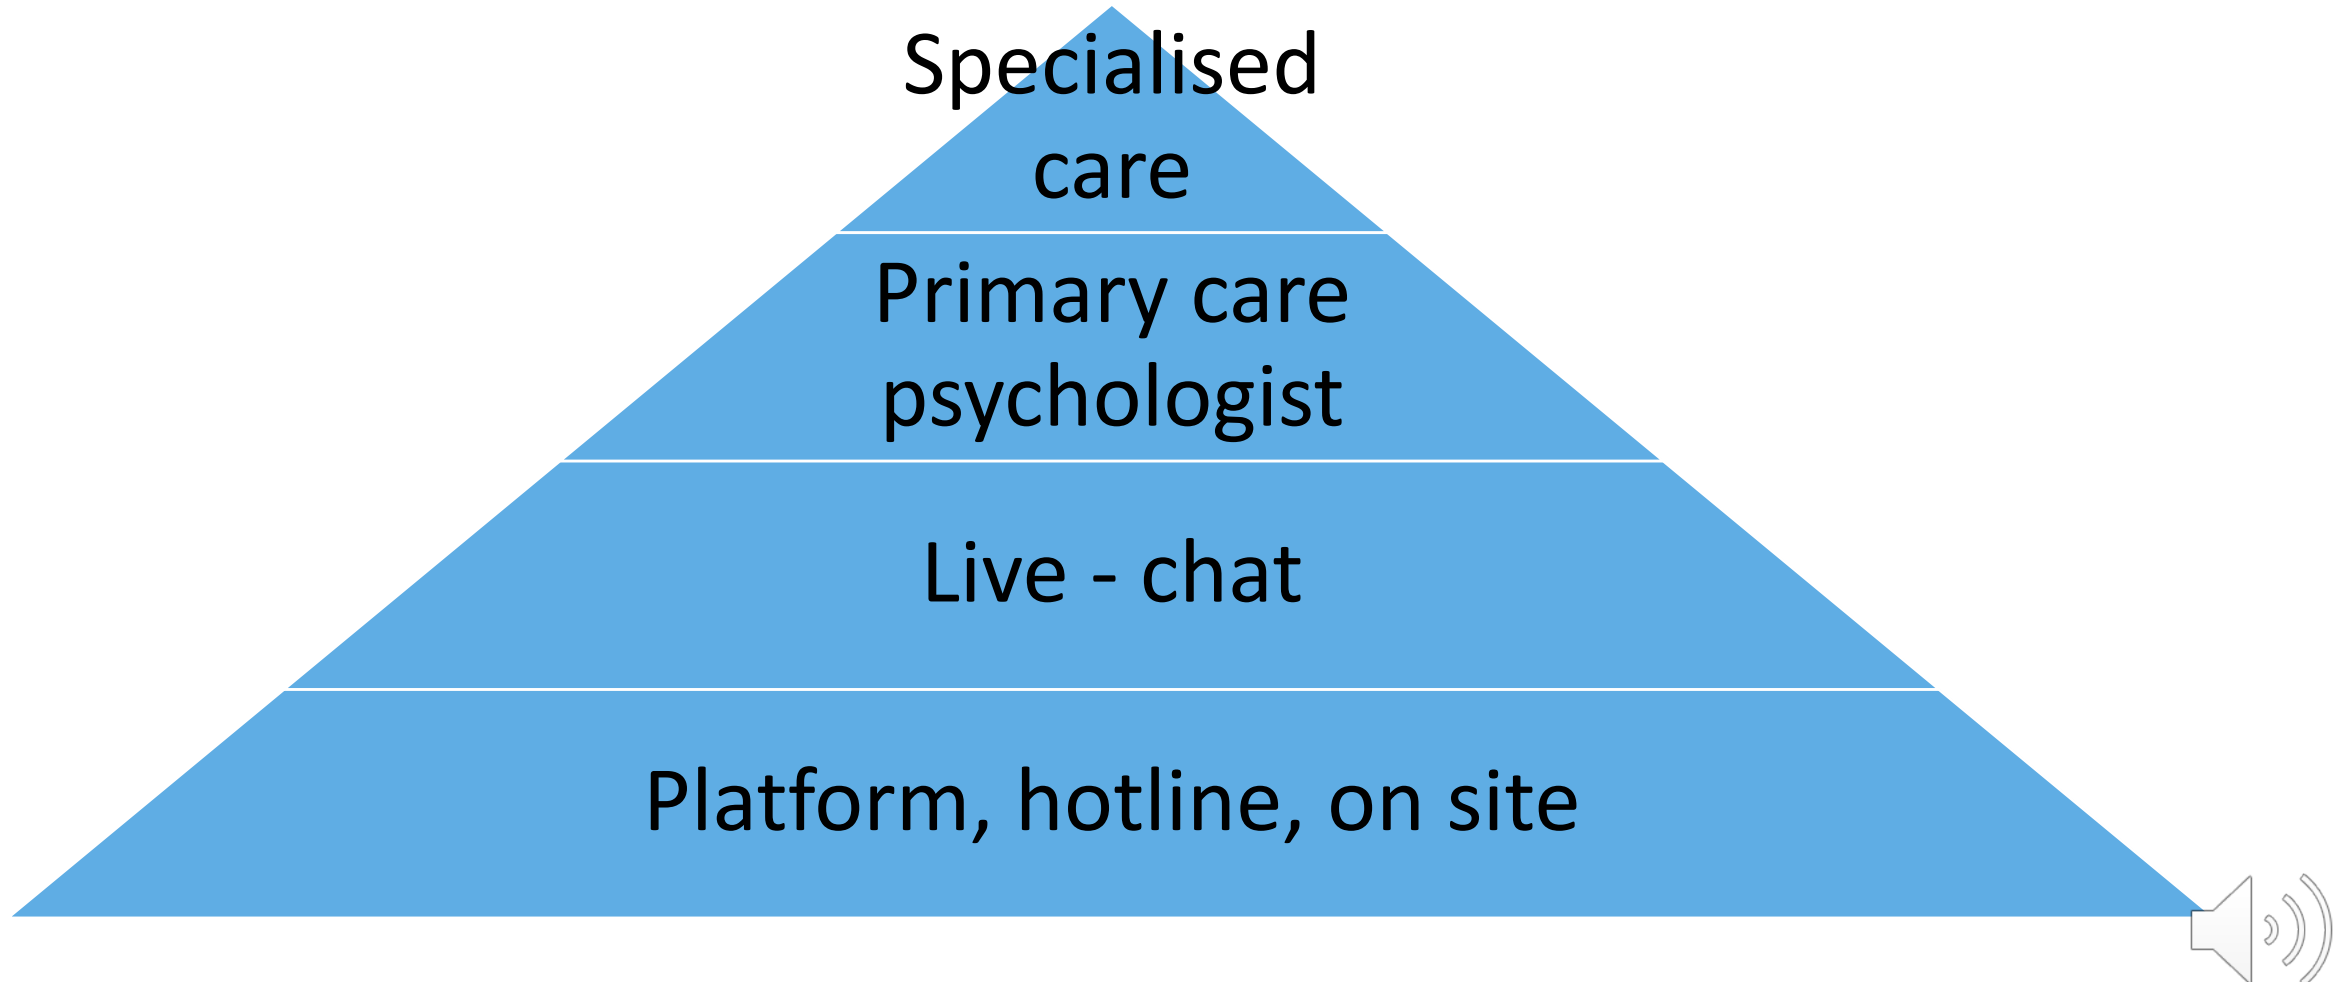 Specialised
care
Primary care
psychologist
Live - chat
Platform, hotline, on site